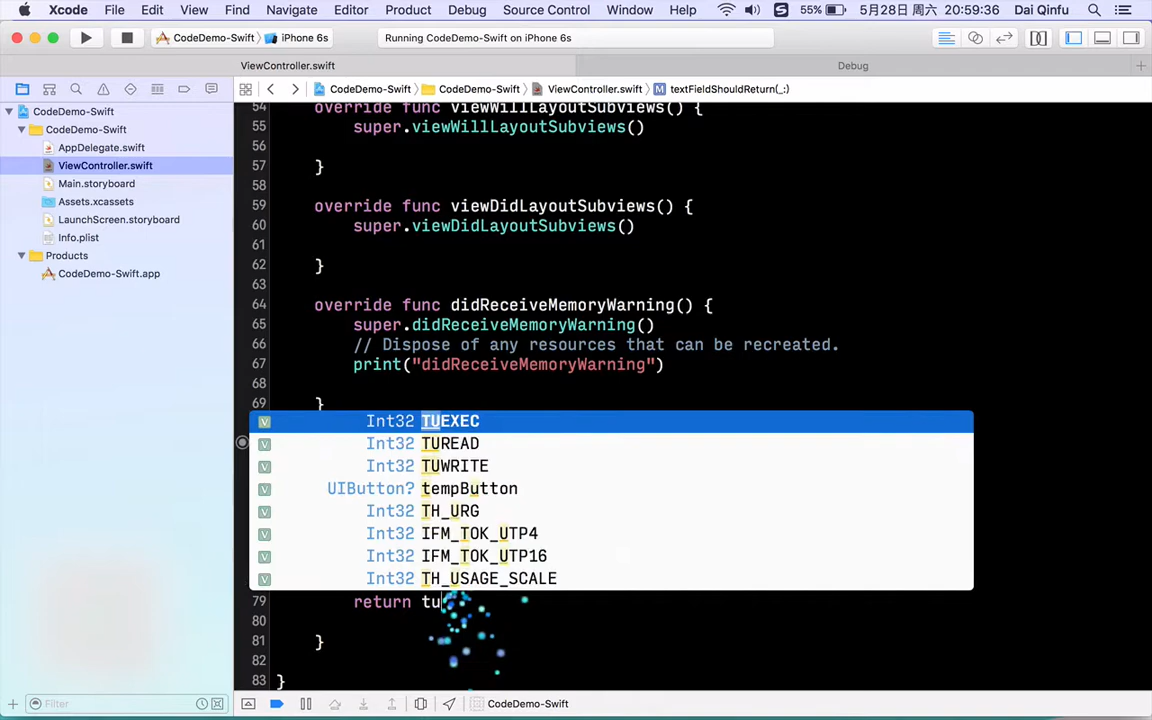 Xcode File Edit View Find Navigate Editor Product Debug Source Control Window Help 55% 5月28日 周六 20:59:36 Dai Qinfu
CodeDemo-Swift iPhone 6s Running CodeDemo-Swift on iPhone 6s
ViewController.swift Debug
CodeDemo-Swift CodeDemo-Swift ViewController.swift M textFieldShouldReturn(_:)
CodeDemo-Swift
CodeDemo-Swift
AppDelegate.swift
ViewController.swift
Main.storyboard
Assets.xcassets
LaunchScreen.storyboard
Info.plist
Products
CodeDemo-Swift.app
54 override func viewWillLayoutSubviews() {
55 super.viewWillLayoutSubviews()
56
57 }
58
59 override func viewDidLayoutSubviews() {
60 super.viewDidLayoutSubviews()
61
62 }
63
64 override func didReceiveMemoryWarning() {
65 super.didReceiveMemoryWarning()
66 // Dispose of any resources that can be recreated.
67 print("didReceiveMemoryWarning")
68
69 }
V Int32 TUEXEC
V Int32 TUREAD
V Int32 TUWRITE
V UIButton? tempButton
V Int32 TH_URG
V Int32 IFM_TOK_UTP4
V Int32 IFM_TOK_UTP16
V Int32 TH_USAGE_SCALE
79 return tu
80
81 }
82
83 }
Filter CodeDemo-Swift